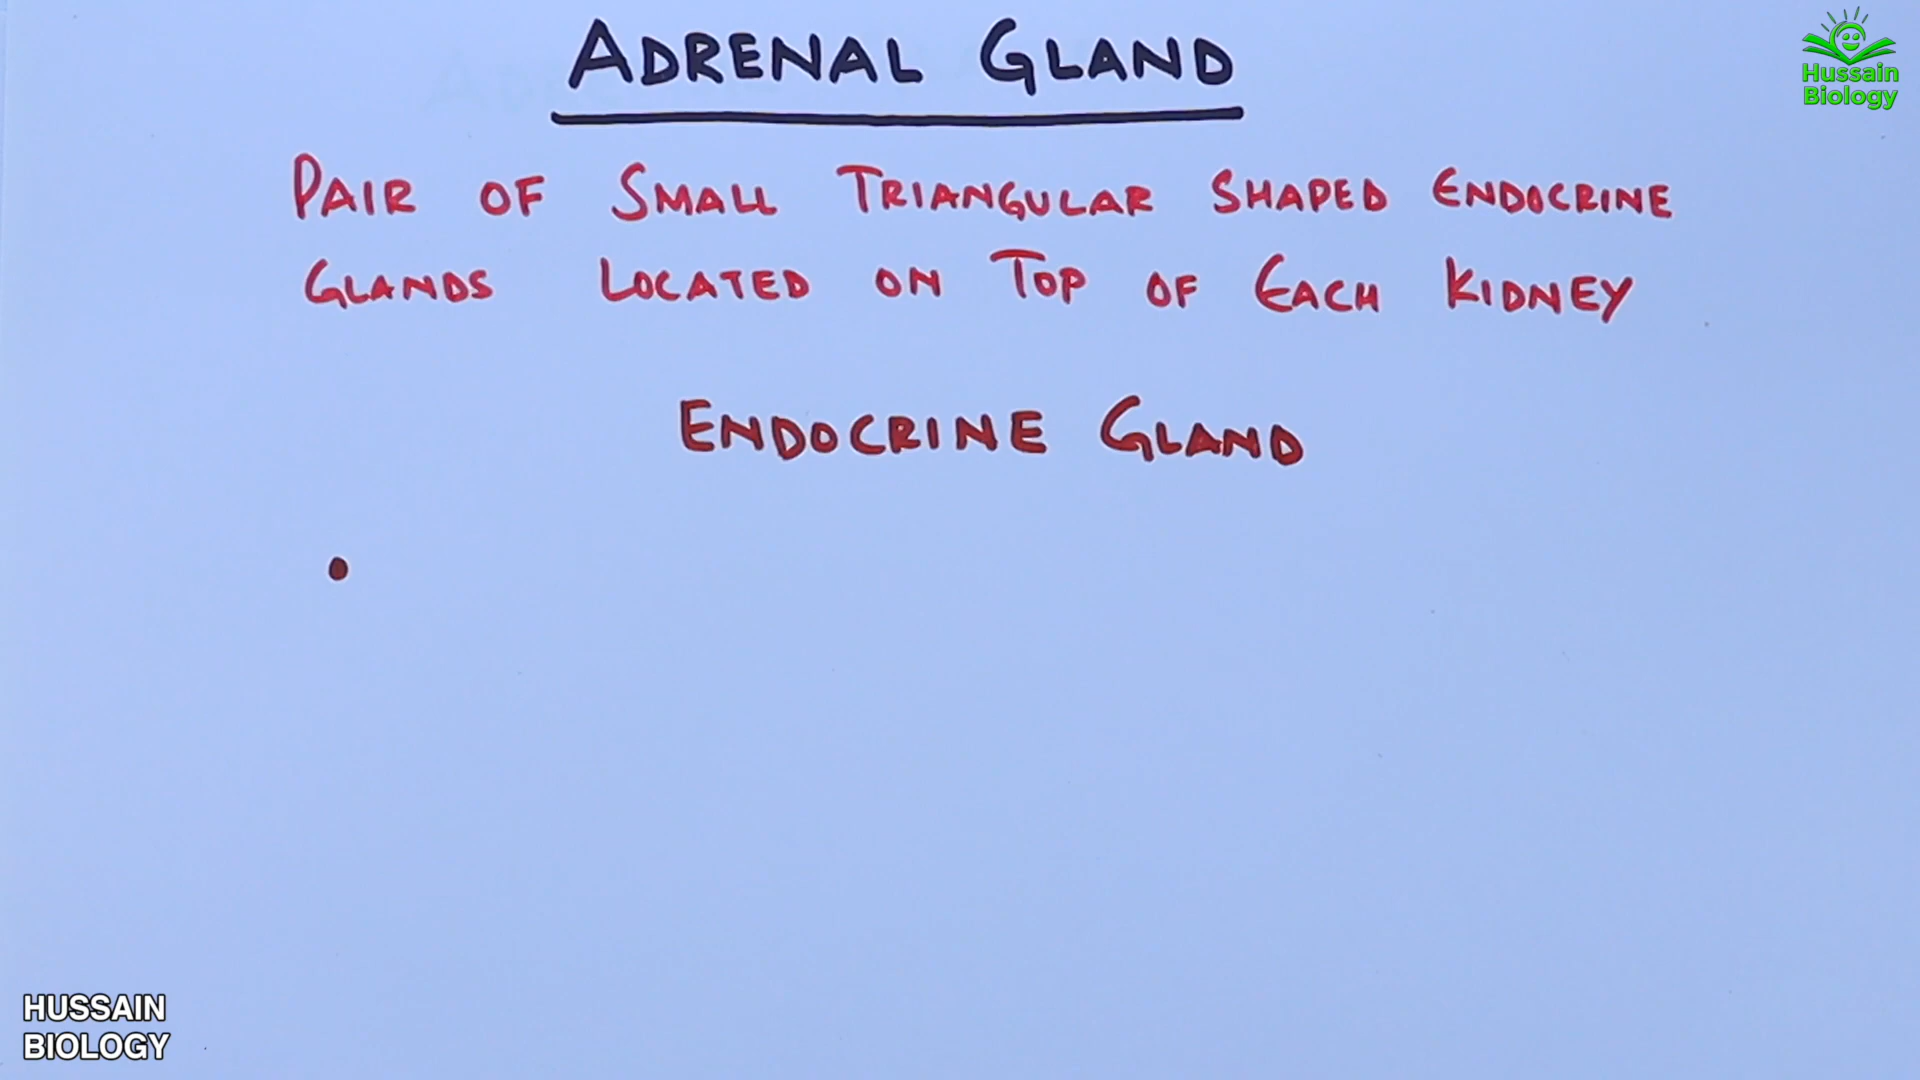 ADRENAL GLAND
Hussain
Biology
PAIR OF SMALL TRIANGULAR SHAPED ENDOCRINE
GLANDS LOCATED ON TOP OF EACH KIDNEY
ENDOCRINE GLAND
HUSSAIN
BIOLOGY